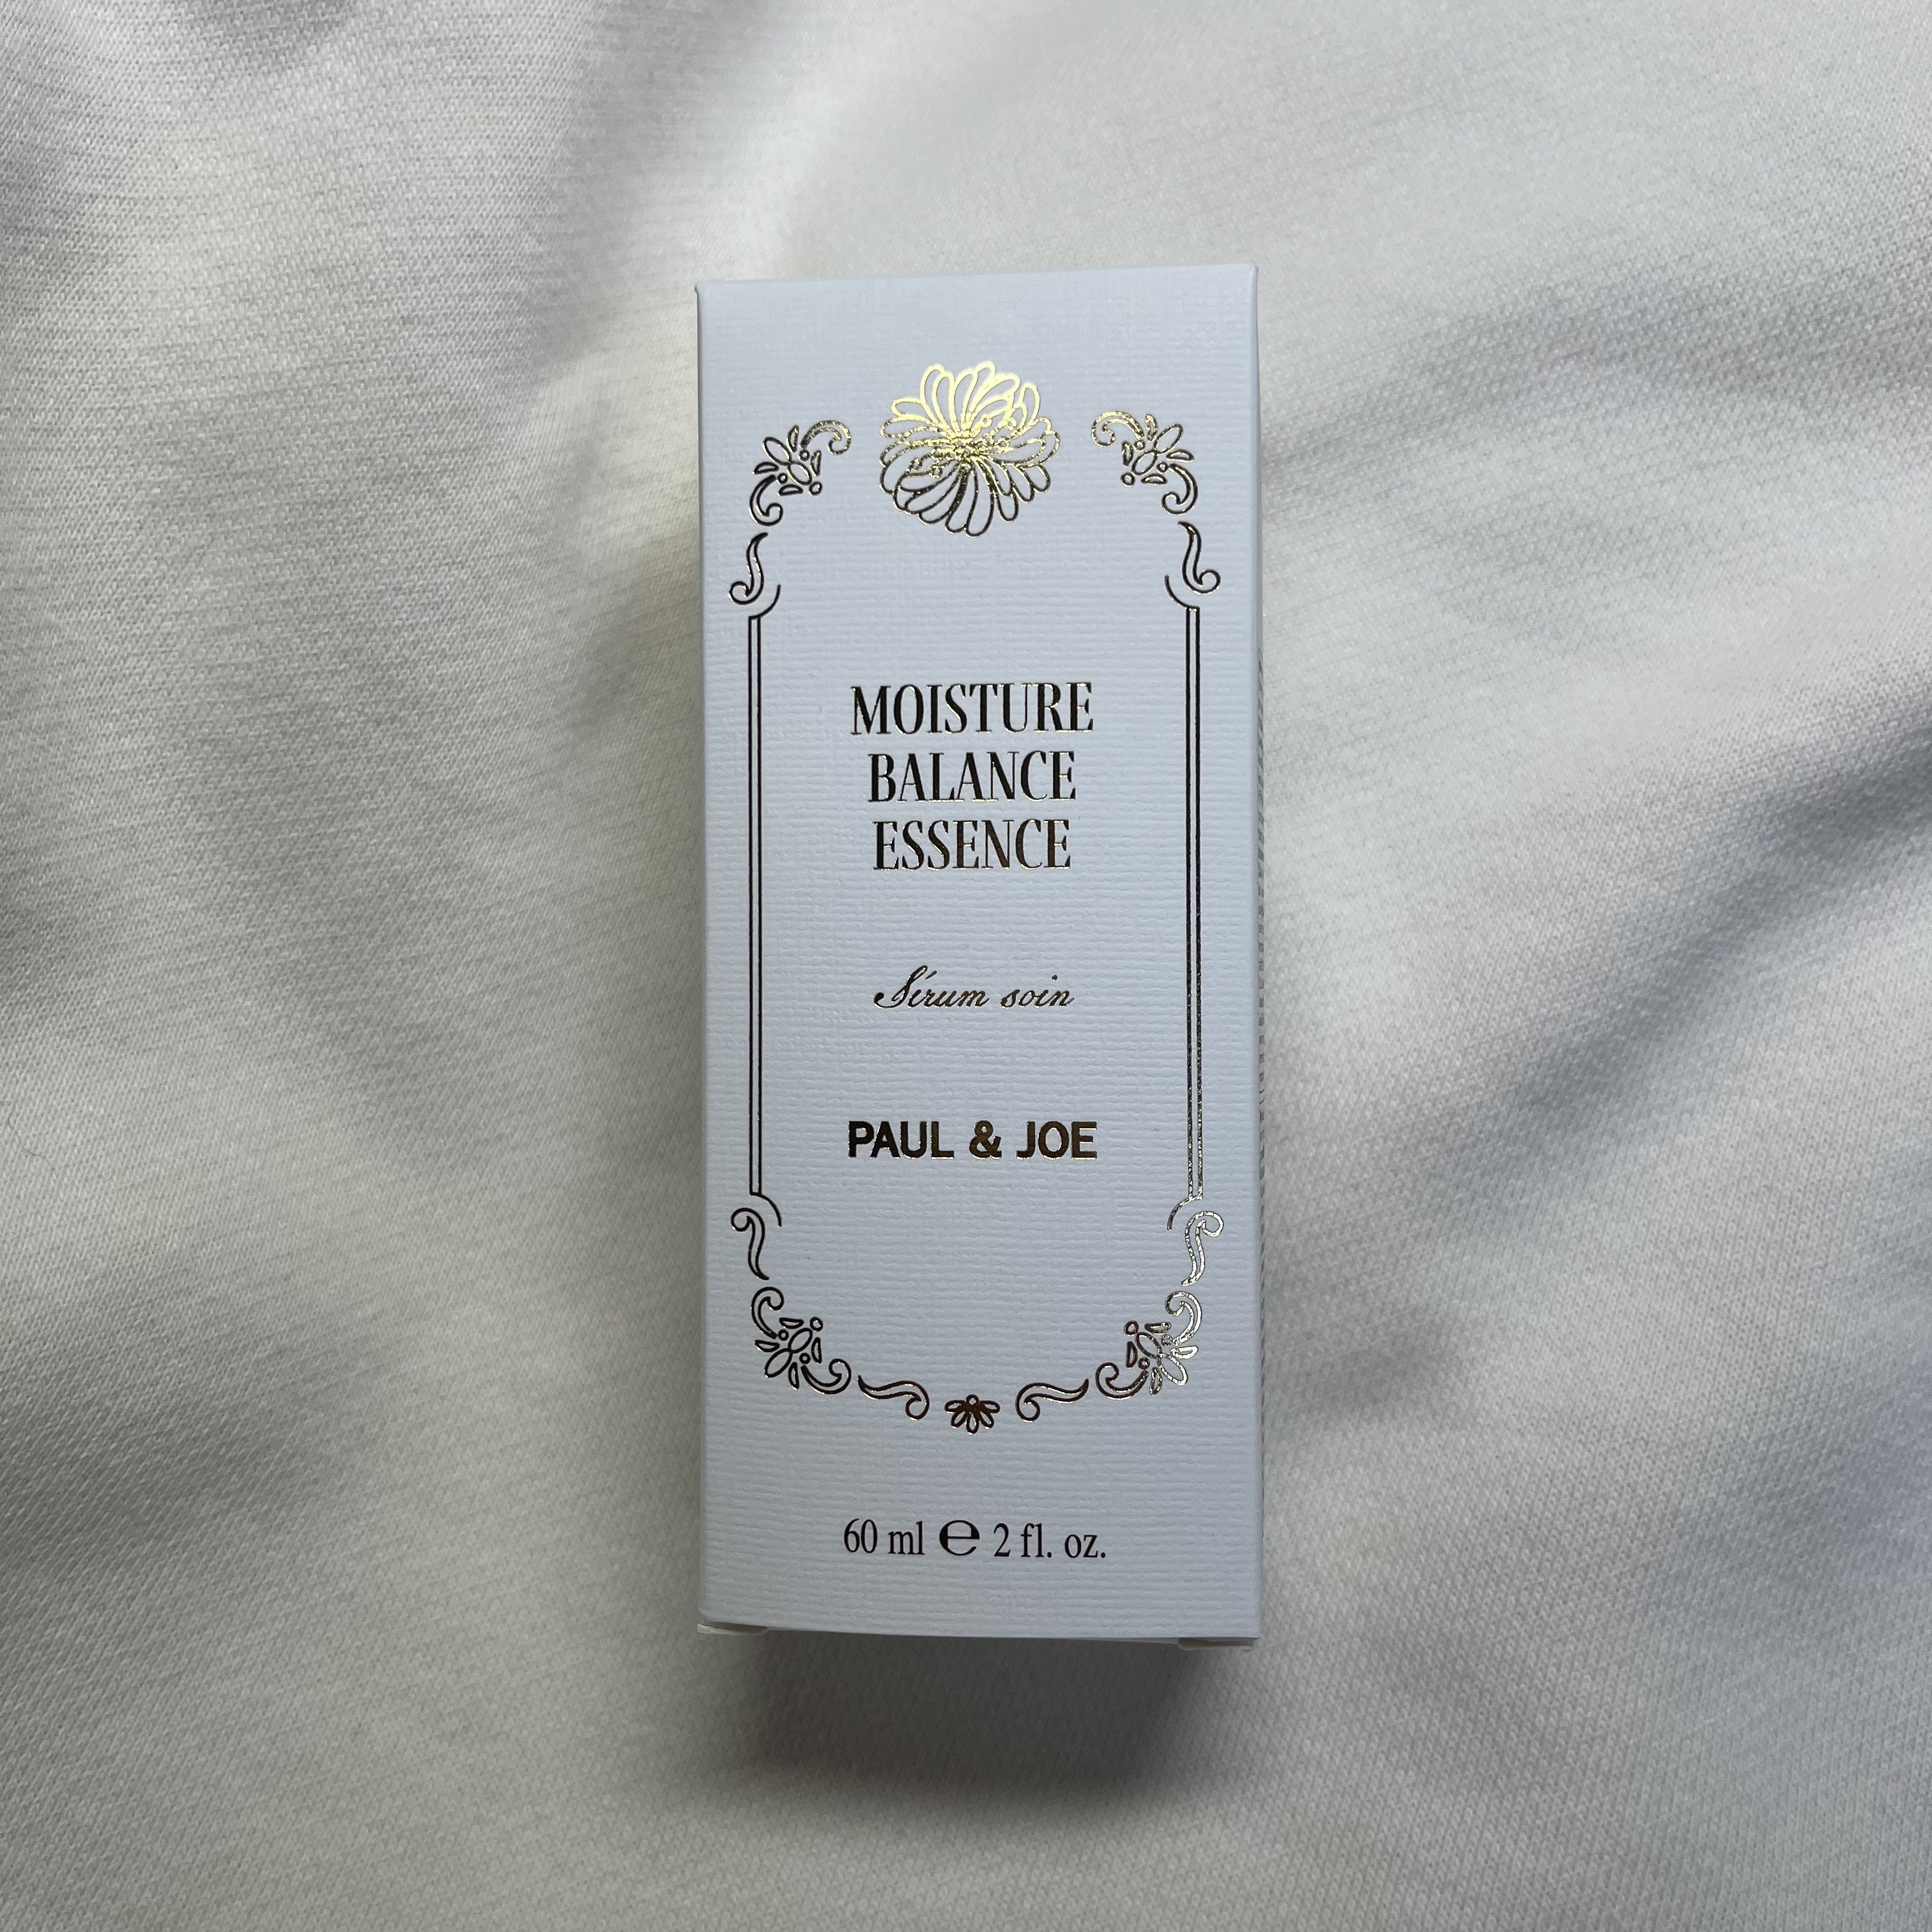 MOISTURE
BALANCE
ESSENCE
Sérum soin
PAUL & JOE
60 ml ℮ 2 fl. oz.